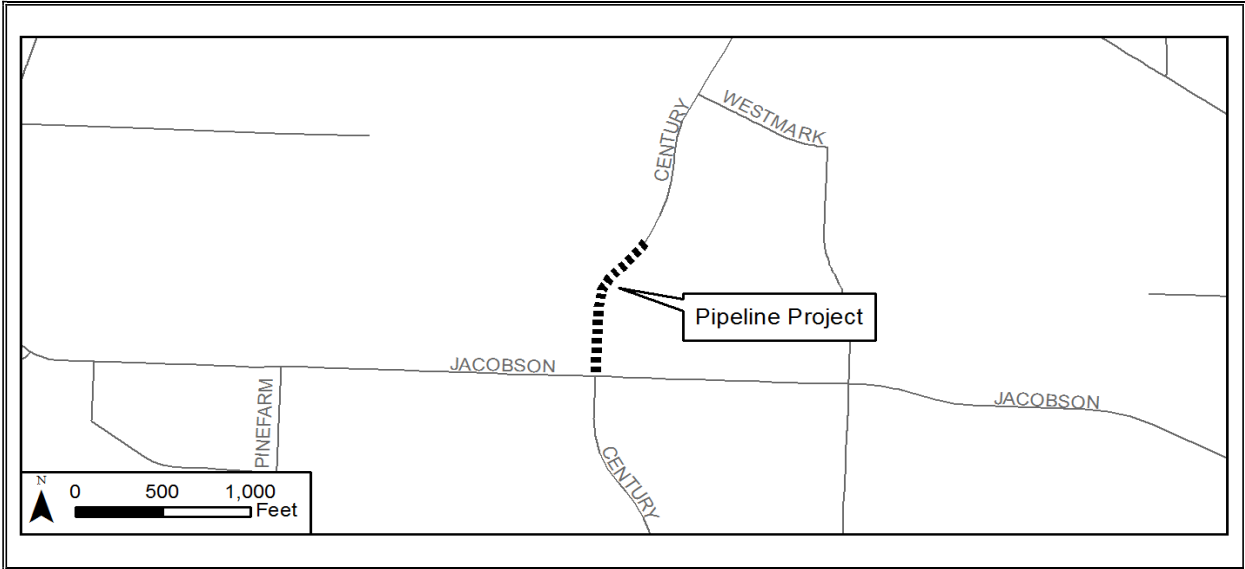 CENTURY
WESTMARK
Pipeline Project
JACOBSON
JACOBSON
PINEFARM
CENTURY
N
0 500 1,000
Feet